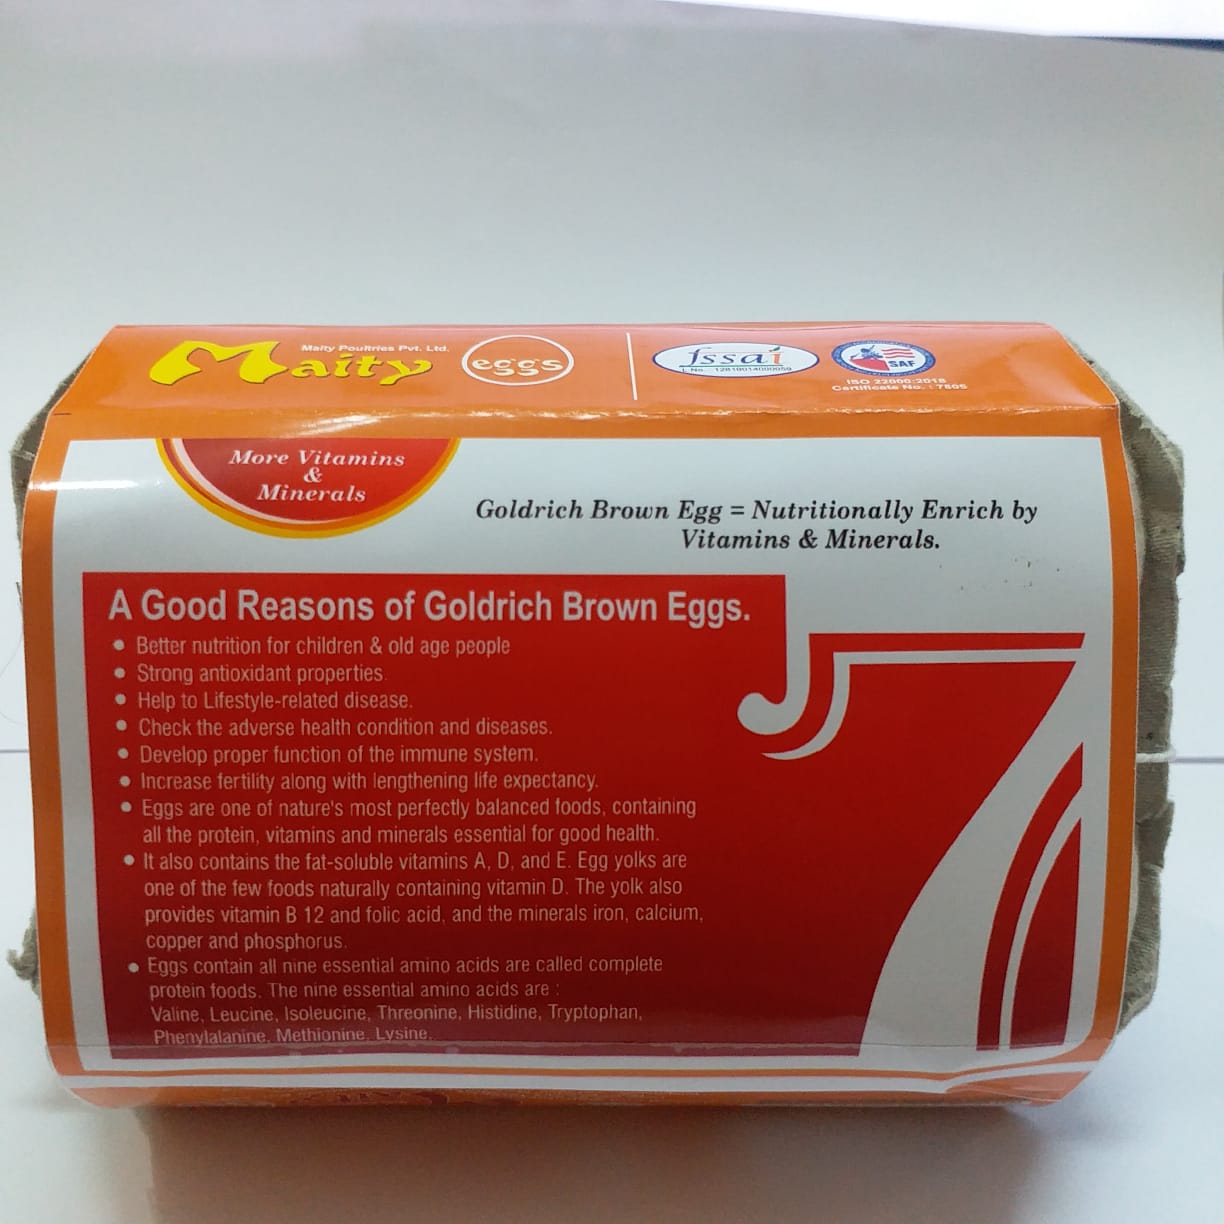 Maity Poultries Pvt. Ltd.
Maity
eggs
fssai
L No. 12818014000059
SAF
ISO 22000:2018
Certificate No. : 7805
More Vitamins
&
Minerals
Goldrich Brown Egg = Nutritionally Enrich by
Vitamins & Minerals.
7
A Good Reasons of Goldrich Brown Eggs.
• Better nutrition for children & old age people
• Strong antioxidant properties.
• Help to Lifestyle-related disease.
• Check the adverse health condition and diseases.
• Develop proper function of the immune system.
• Increase fertility along with lengthening life expectancy.
• Eggs are one of nature's most perfectly balanced foods, containing
all the protein, vitamins and minerals essential for good health.
• It also contains the fat-soluble vitamins A, D, and E. Egg yolks are
one of the few foods naturally containing vitamin D. The yolk also
provides vitamin B 12 and folic acid, and the minerals iron, calcium,
copper and phosphorus.
• Eggs contain all nine essential amino acids are called complete
protein foods. The nine essential amino acids are :
Valine, Leucine, Isoleucine, Threonine, Histidine, Tryptophan,
Phenylalanine, Methionine, Lysine.